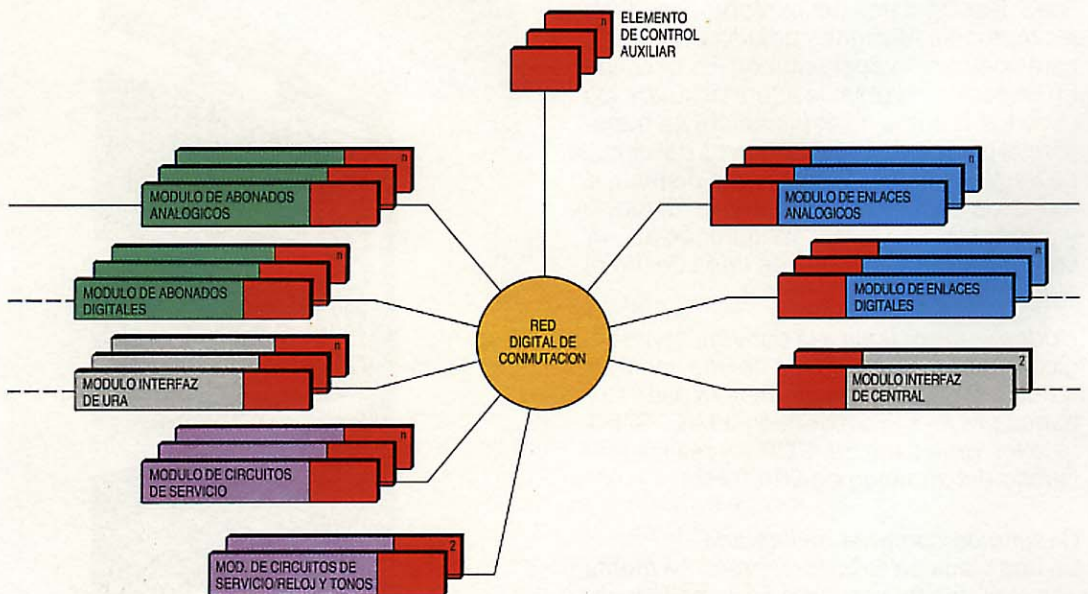 n
ELEMENTO
DE CONTROL
AUXILIAR
n
MODULO DE ABONADOS
ANALOGICOS
n
MODULO DE ENLACES
ANALOGICOS
n
MODULO DE ABONADOS
DIGITALES
n
MODULO DE ENLACES
DIGITALES
RED
DIGITAL DE
CONMUTACION
n
MODULO INTERFAZ
DE URA
2
MODULO INTERFAZ
DE CENTRAL
n
MODULO DE CIRCUITOS
DE SERVICIO
2
MOD. DE CIRCUITOS DE
SERVICIO/RELOJ Y TONOS